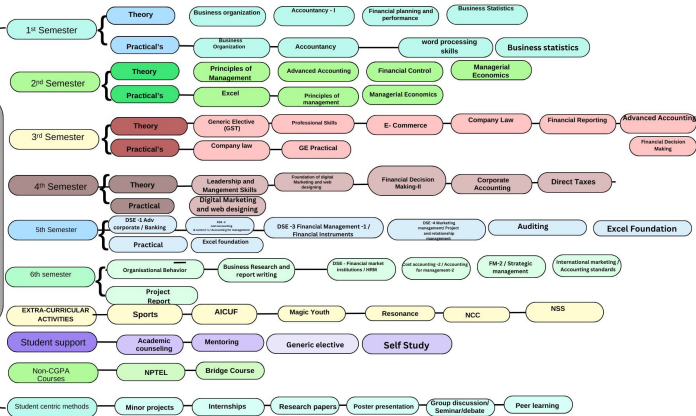 1st Semester
Theory
Business organization
Accountancy - I
Financial planning and
performance
Business Statistics
Practical's
Business
Organization
Accountancy
word processing
skills
Business statistics
2nd Semester
Theory
Principles of
Management
Advanced Accounting
Financial Control
Managerial
Economics
Practical's
Excel
Principles of
management
Managerial Economics
3rd Semester
Theory
Generic Elective
(GST)
Professional Skills
E- Commerce
Company Law
Financial Reporting
Advanced Accounting
Practical's
Company law
GE Practical
Financial Decision
Making
4th Semester
Theory
Leadership and
Mangement Skills
Foundation of digital
Marketing and web
designing
Financial Decision
Making-II
Corporate
Accounting
Direct Taxes
Practical
Digital Marketing
and web designing
5th Semester
DSE -1 Adv
corporate / Banking
DSE -3 Financial Management -1 /
Financial Instruments
DSE -4 Marketing
management/ Project
and relationship
management
Auditing
Excel Foundation
Practical
Excel foundation
6th semester
Organisational Behavior
Business Research and
report writing
DSE - Financial market
institutions / HRM
Cost accounting -2 / Accounting
for management-2
FM-2 / Strategic
management
International marketing /
Accounting standards
Project
Report
EXTRA-CURRICULAR
ACTIVITIES
Sports
AICUF
Magic Youth
Resonance
NCC
NSS
Student support
Academic
counseling
Mentoring
Generic elective
Self Study
Non-CGPA
Courses
NPTEL
Bridge Course
Student centric methods
Minor projects
Internships
Research papers
Poster presentation
Group discussion/
Seminar/debate
Peer learning